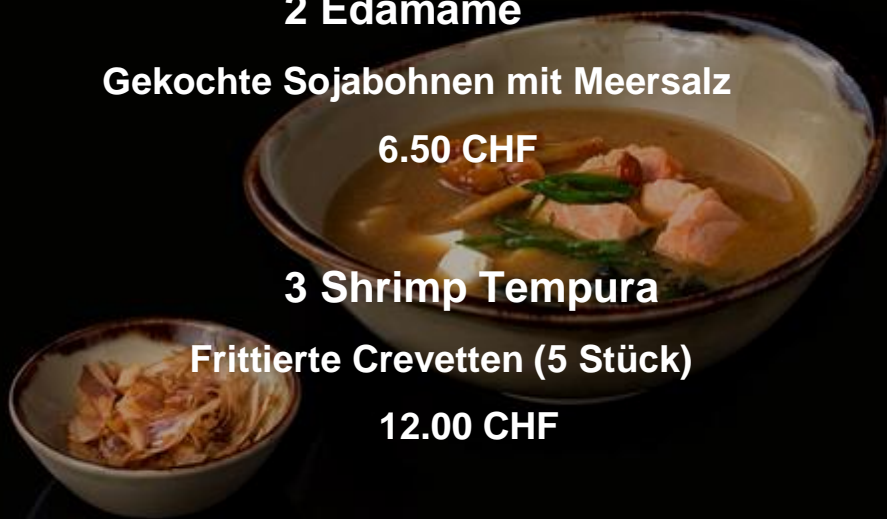 2 Edamame
Gekochte Sojabohnen mit Meersalz
6.50 CHF
3 Shrimp Tempura
Frittierte Crevetten (5 Stück)
12.00 CHF